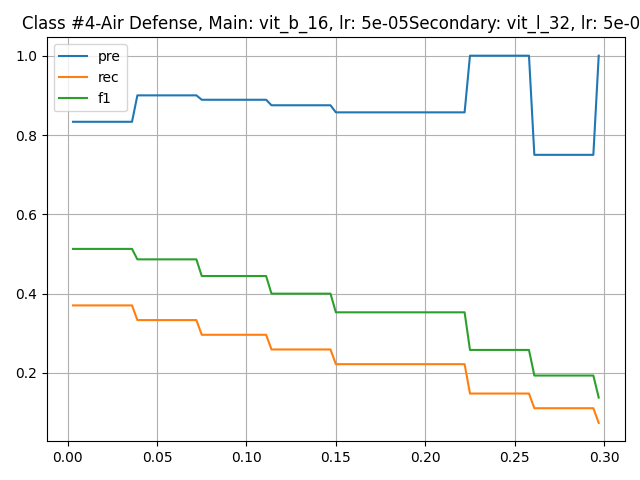 Class #4-Air Defense, Main: vit_b_16, lr: 5e-05Secondary: vit_l_32, lr: 5e-0
pre
rec
f1
1.0
0.8
0.6
0.4
0.2
0.00 0.05 0.10 0.15 0.20 0.25 0.30